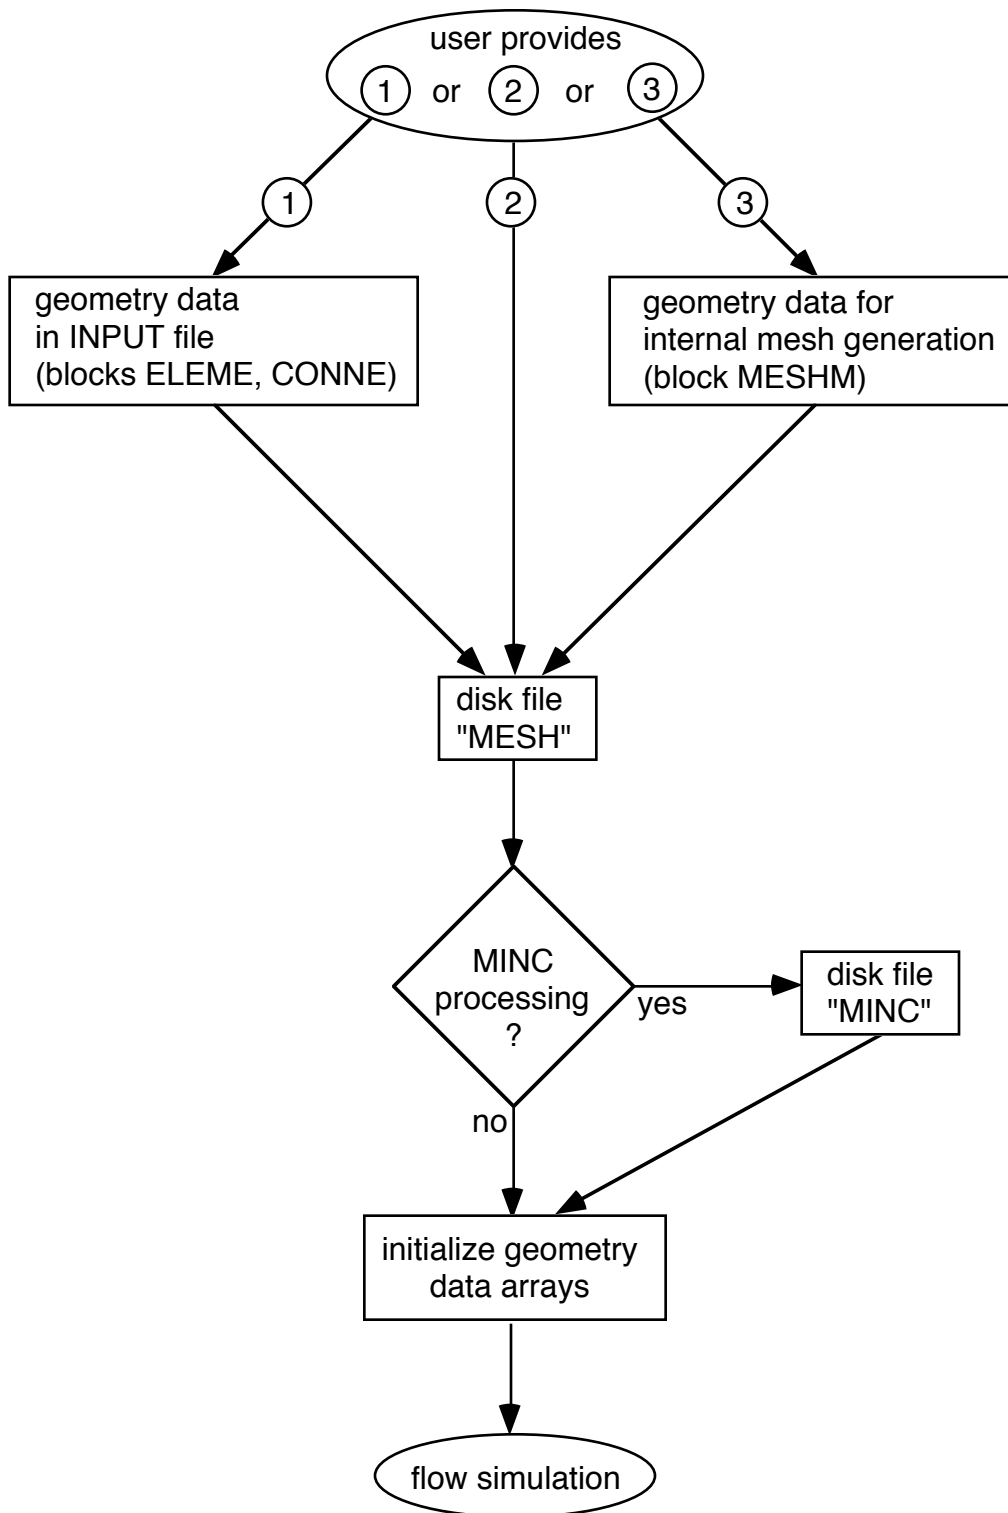 user provides
1 or 2 or 3
1
2
3
geometry data
in INPUT file
(blocks ELEME, CONNE)
geometry data for
internal mesh generation
(block MESHM)
disk file
"MESH"
MINC
processing
?
yes
disk file
"MINC"
no
initialize geometry
data arrays
flow simulation